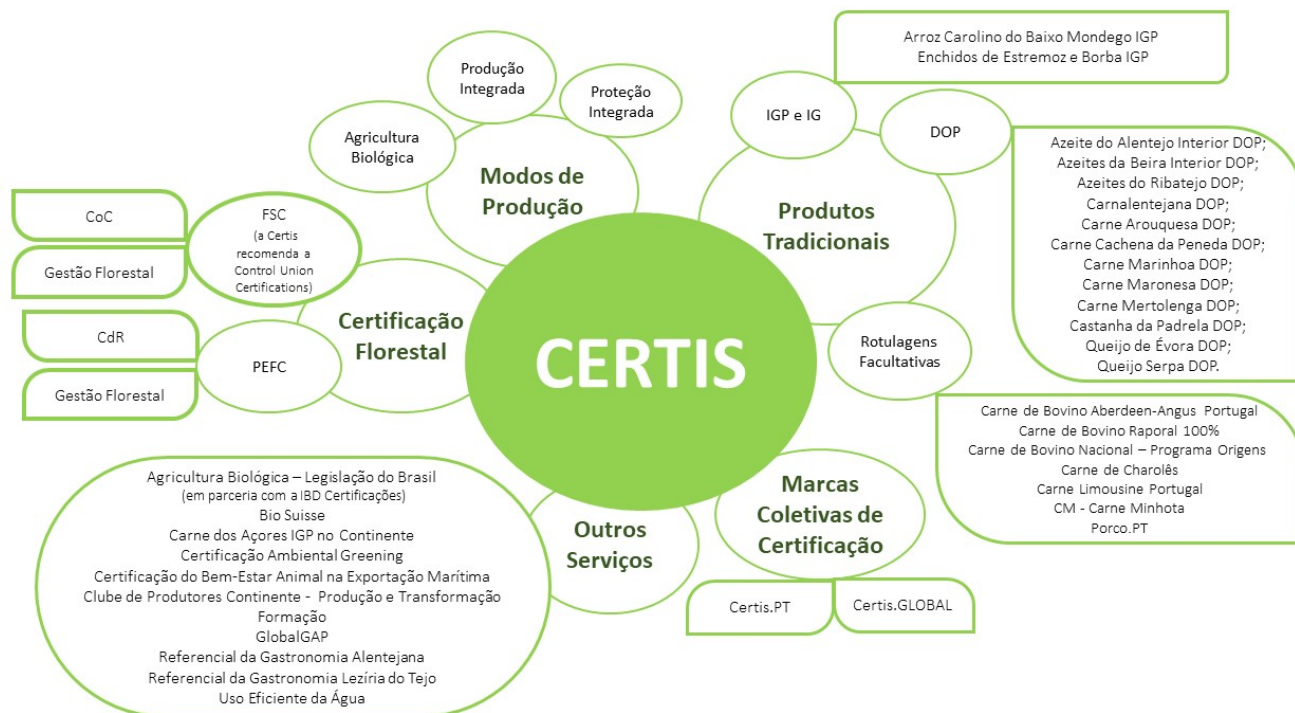 CERTIS
Modos de
Produção
Agricultura
Biológica
Produção
Integrada
Proteção
Integrada
Produtos
Tradicionais
IGP e IG
Arroz Carolino do Baixo Mondego IGP
Enchidos de Estremoz e Borba IGP
DOP
Azeite do Alentejo Interior DOP;
Azeites da Beira Interior DOP;
Azeites do Ribatejo DOP;
Carnalentejana DOP;
Carne Arouquesa DOP;
Carne Cachena da Peneda DOP;
Carne Marinhoa DOP;
Carne Maronesa DOP;
Carne Mertolenga DOP;
Castanha da Padrela DOP;
Queijo de Évora DOP;
Queijo Serpa DOP.
Rotulagens
Facultativas
Carne de Bovino Aberdeen-Angus Portugal
Carne de Bovino Raporal 100%
Carne de Bovino Nacional – Programa Origens
Carne de Charolês
Carne Limousine Portugal
CM - Carne Minhota
Porco.PT
Marcas
Coletivas de
Certificação
Certis.PT
Certis.GLOBAL
Outros
Serviços
Agricultura Biológica – Legislação do Brasil
(em parceria com a IBD Certificações)
Bio Suisse
Carne dos Açores IGP no Continente
Certificação Ambiental Greening
Certificação do Bem-Estar Animal na Exportação Marítima
Clube de Produtores Continente - Produção e Transformação
Formação
GlobalGAP
Referencial da Gastronomia Alentejana
Referencial da Gastronomia Lezíria do Tejo
Uso Eficiente da Água
Certificação
Florestal
FSC
(a Certis
recomenda a
Control Union
Certifications)
CoC
Gestão Florestal
PEFC
CdR
Gestão Florestal